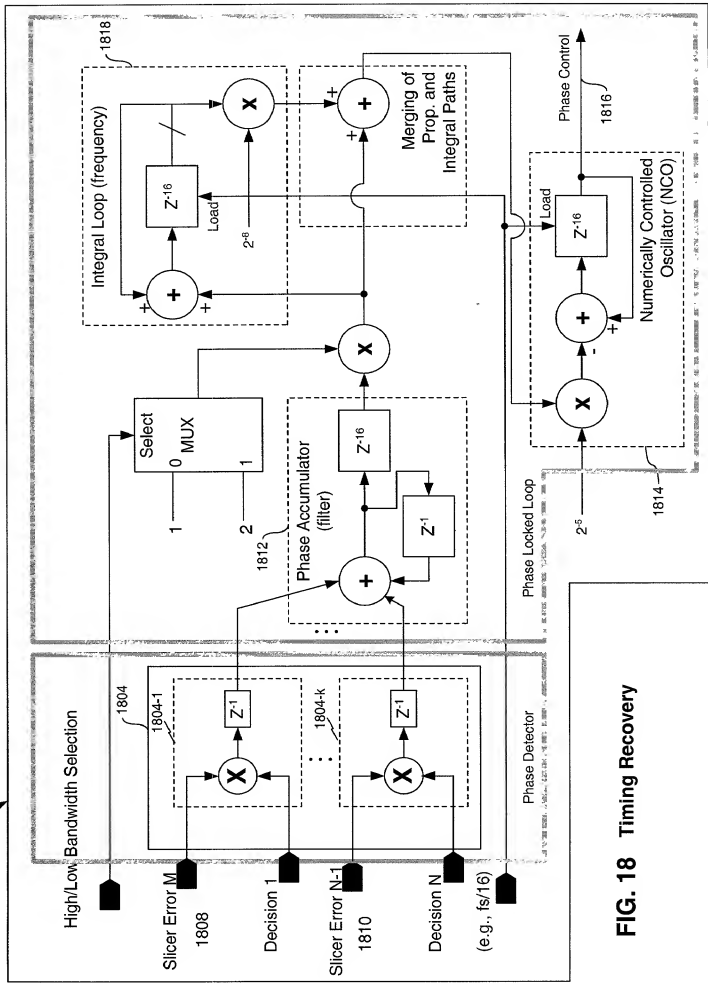 High/Low Bandwidth Selection
Slicer Error M
1808
Decision 1
Slicer Error N-1
1810
Decision N
(e.g., fs/16)
1804
1804-1
X
Z-1
1804-k
X
Z-1
Phase Detector
Select
0
MUX
1
1
2
1812
Phase Accumulator
(filter)
+
Z-16
Z-1
X
Phase Locked Loop
1818
Integral Loop (frequency)
+
+
+
Z-16
Load
X
2-8
+
+
+
Merging of
Prop. and
Integral Paths
Phase Control
1816
Load
Z-16
+
-
+
X
Numerically Controlled
Oscillator (NCO)
2-5
1814
FIG. 18 Timing Recovery